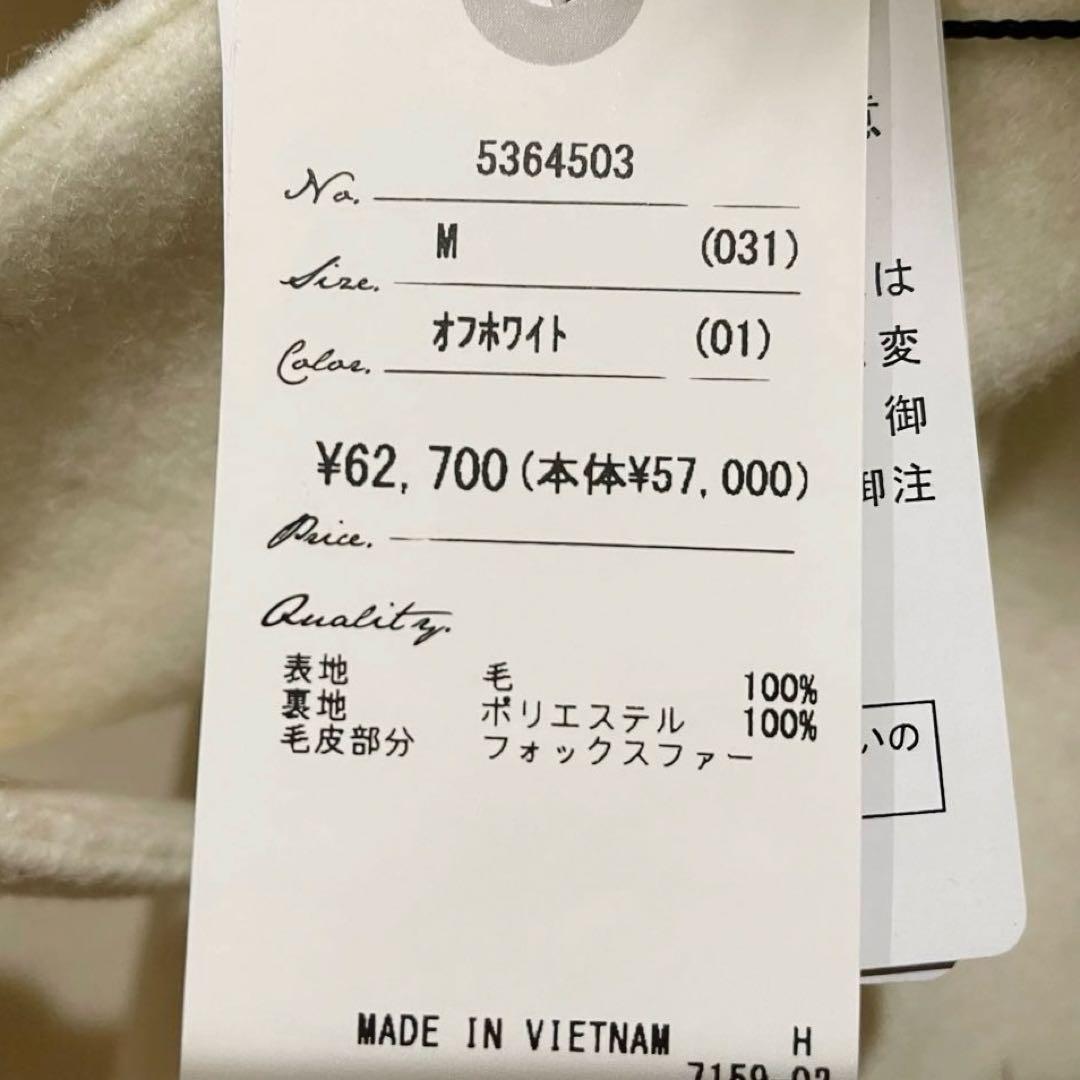 5364503
No.
M (031)
Size.
オフホワイト (01)
Color.
¥62,700(本体¥57,000)
Price.
Quality.
表地 毛 100%
裏地 ポリエステル 100%
毛皮部分 フォックスファー
MADE IN VIETNAM H
は
変
御
御注
いの